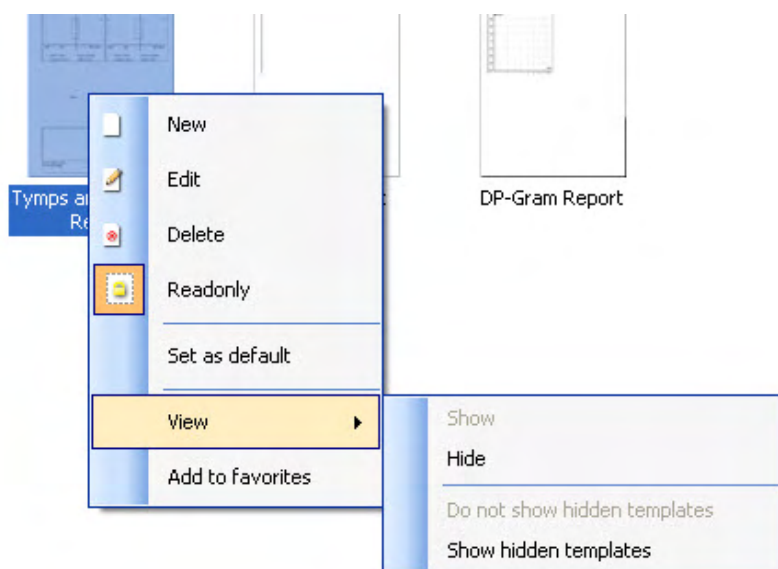 New
Edit
Tymps a
Re
DP-Gram Report
Delete
Readonly
Set as default
View
Show
Hide
Add to favorites
Do not show hidden templates
Show hidden templates